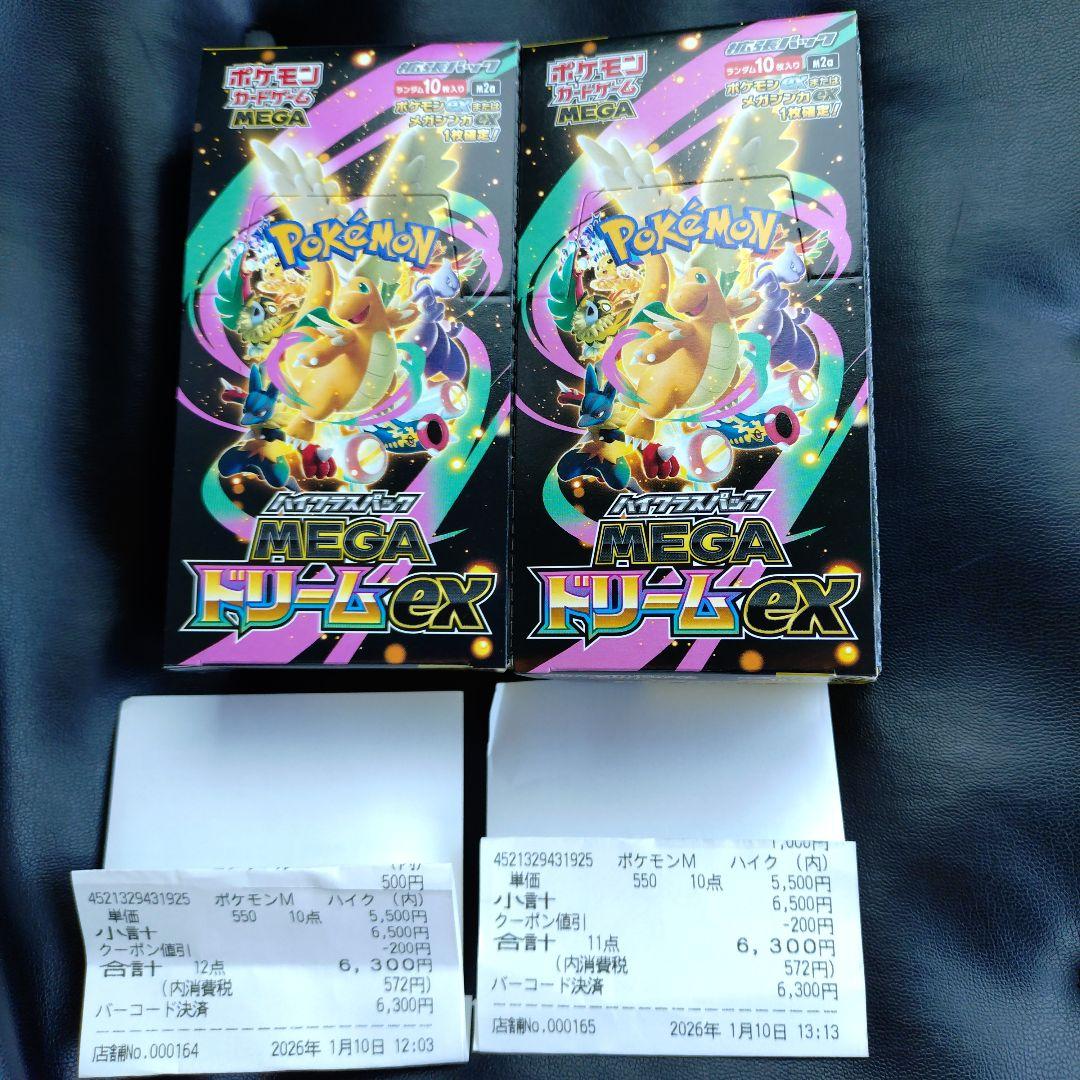 ポケモン
カードゲーム
MEGA
拡張パック
ランダム10枚入り M2a
ポケモンexまたは
メガシンカex
1枚確定!
POKéMON
ハイクラスパック
MEGA
ドリームex
ポケモン
カードゲーム
MEGA
拡張パック
ランダム10枚入り M2a
ポケモンexまたは
メガシンカex
1枚確定!
POKéMON
ハイクラスパック
MEGA
ドリームex
(内)
500円
4521329431925 ポケモンM ハイク (内)
単価 550 10点 5,500円
小計 6,500円
クーポン値引 -200円
合計 12点 6,300円
(内消費税 572円)
バーコード決済 6,300円
店舗No.000164 2026年 1月10日 12:03
1,000円
4521329431925 ポケモンM ハイク (内)
単価 550 10点 5,500円
小計 6,500円
クーポン値引 -200円
合計 11点 6,300円
(内消費税 572円)
バーコード決済 6,300円
店舗No.000165 2026年 1月10日 13:13